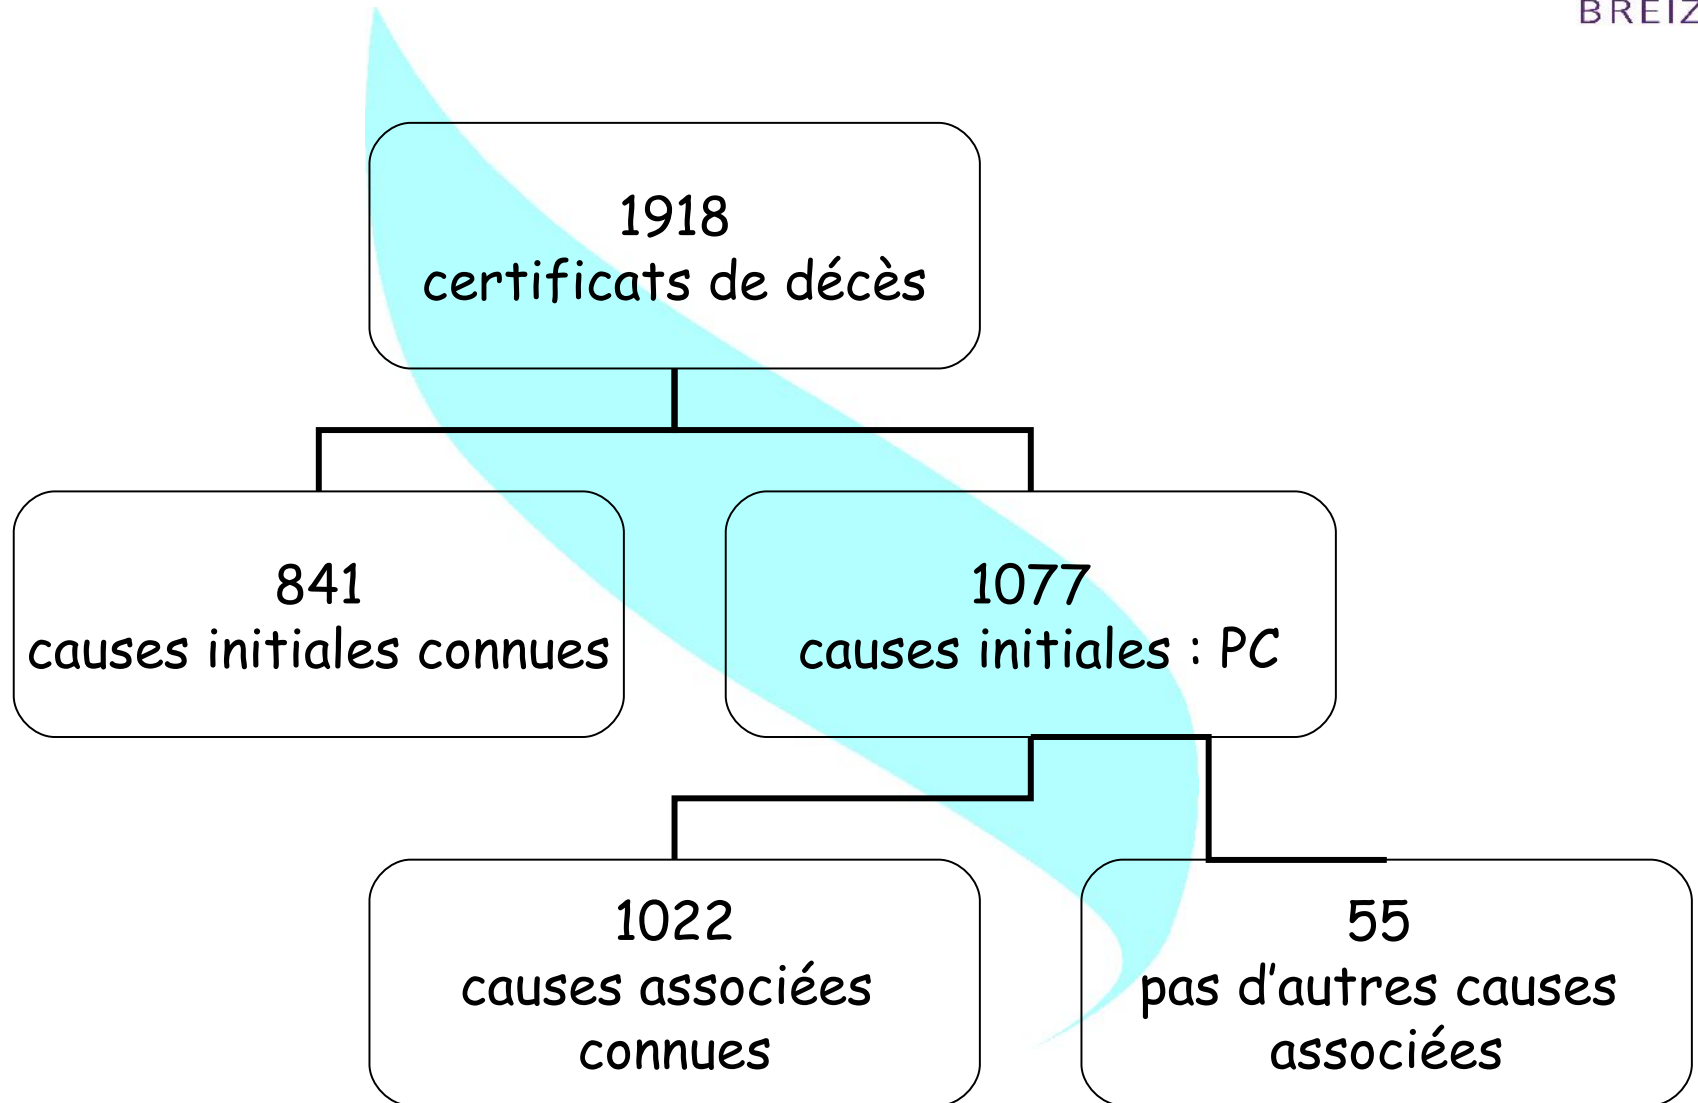 BREIZ
1918
certificats de décès
841
causes initiales connues
1077
causes initiales : PC
1022
causes associées
connues
55
pas d’autres causes
associées